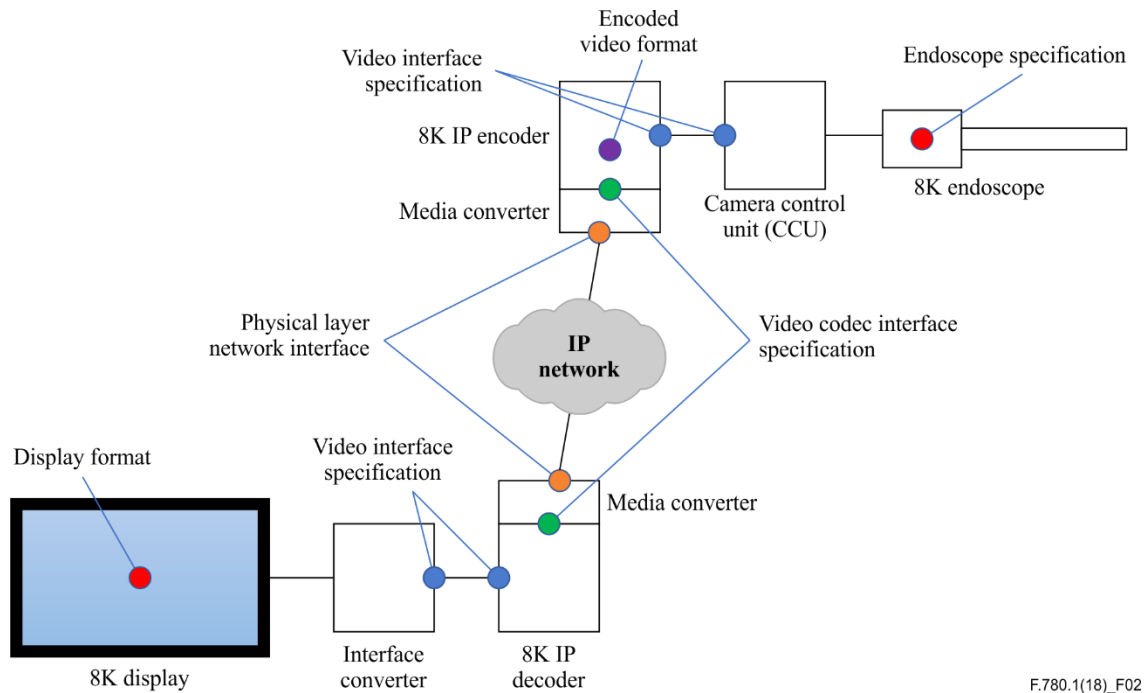 Encoded
video format
Video interface
specification
Endoscope specification
8K IP encoder
8K endoscope
Media converter
Camera control
unit (CCU)
Physical layer
network interface
IP
network
Video codec interface
specification
Video interface
specification
Display format
Media converter
8K display
Interface
converter
8K IP
decoder
F.780.1(18)_F02